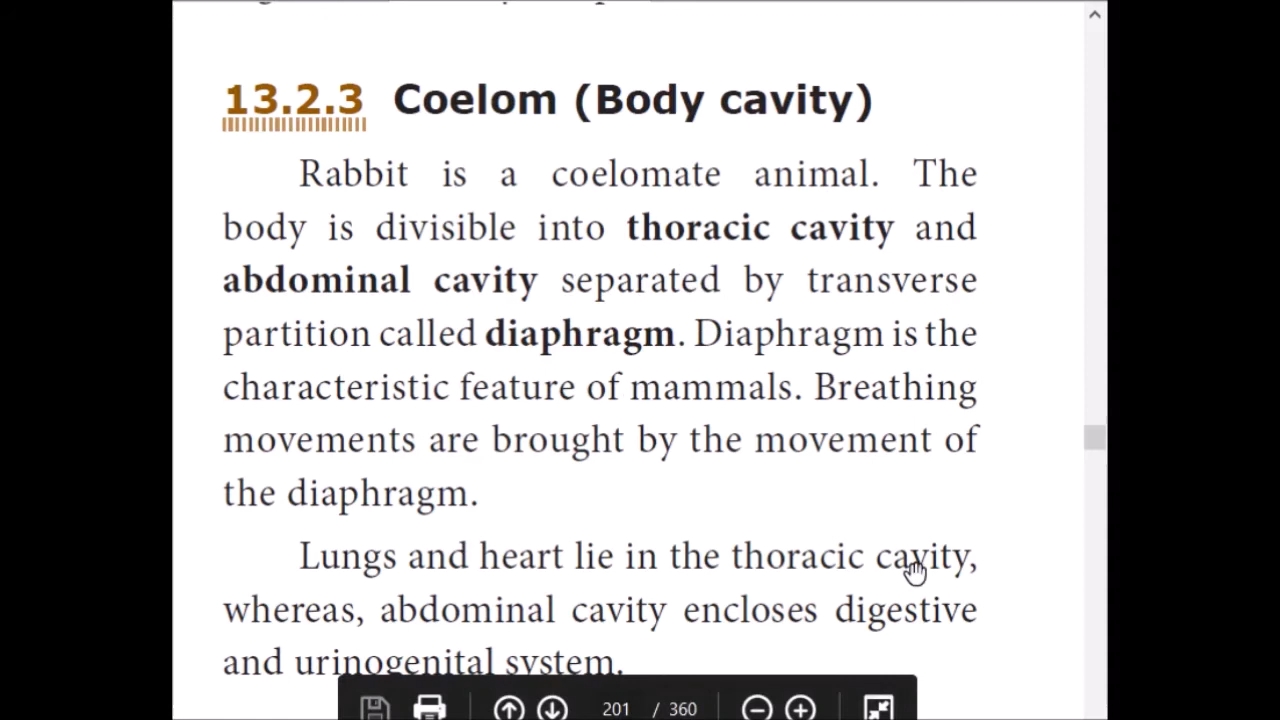 13.2.3 Coelom (Body cavity)
Rabbit is a coelomate animal. The
body is divisible into thoracic cavity and
abdominal cavity separated by transverse
partition called diaphragm. Diaphragm is the
characteristic feature of mammals. Breathing
movements are brought by the movement of
the diaphragm.
Lungs and heart lie in the thoracic cavity,
whereas, abdominal cavity encloses digestive
and urinogenital system.
201 / 360